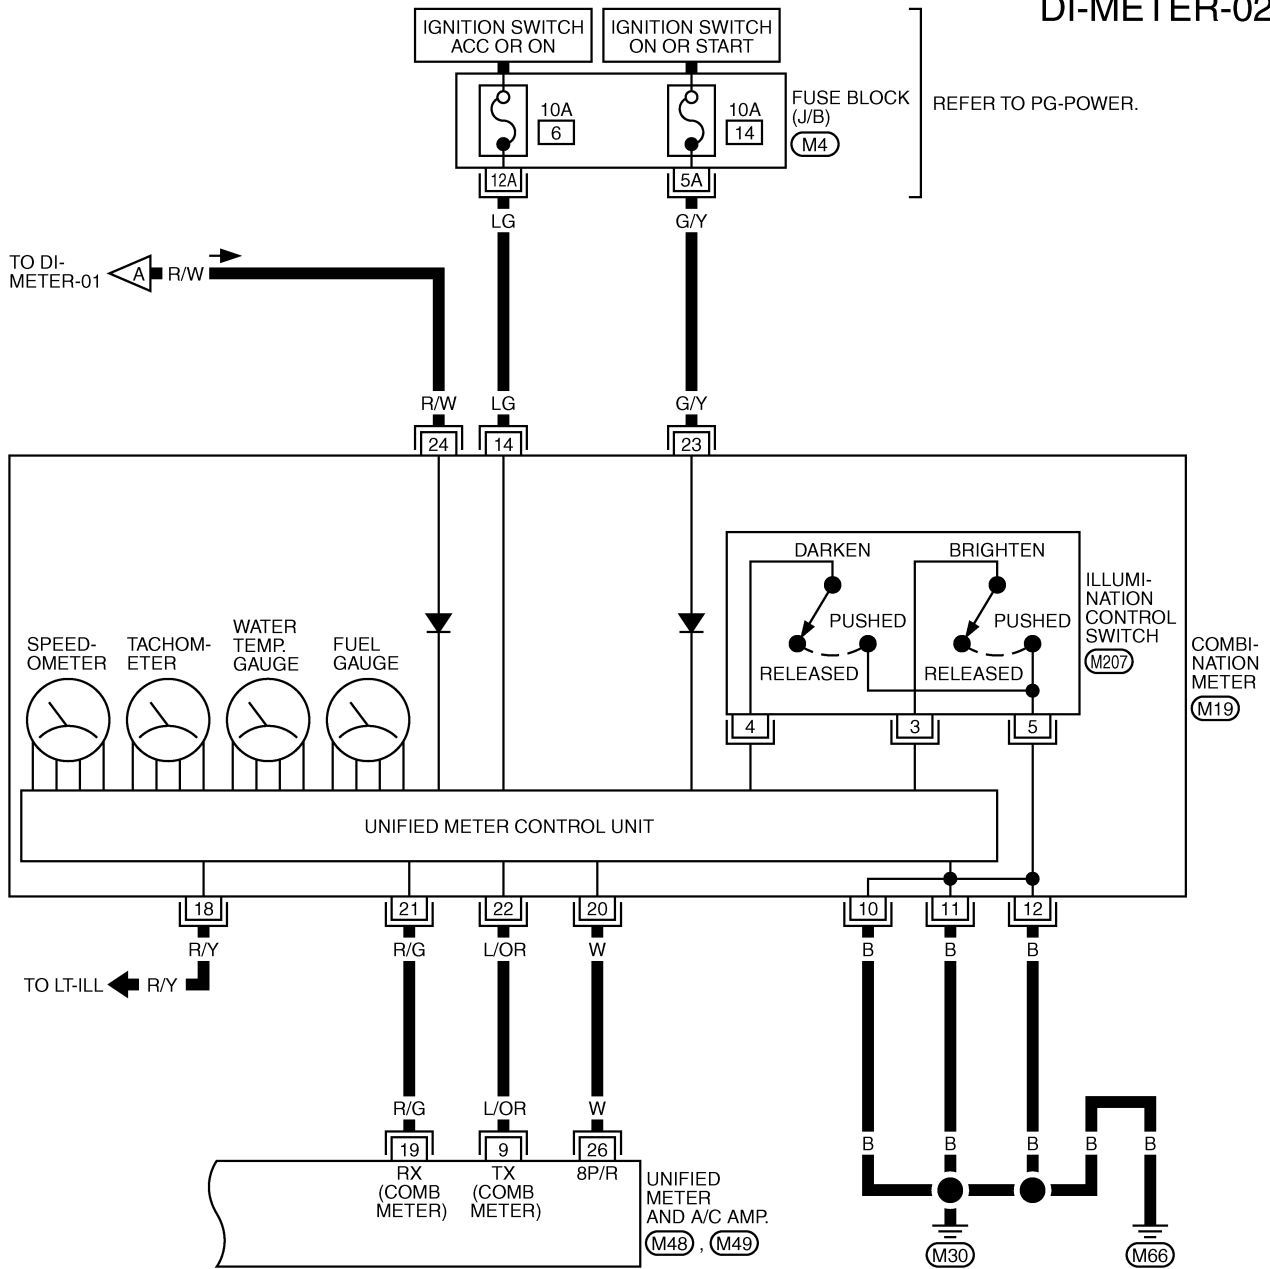 DI-METER-02
IGNITION SWITCH
ACC OR ON
IGNITION SWITCH
ON OR START
10A
6
10A
14
FUSE BLOCK
(J/B)
M4
REFER TO PG-POWER.
12A
5A
LG
G/Y
TO DI-
METER-01
A
R/W
R/W
LG
G/Y
24
14
23
DARKEN
BRIGHTEN
PUSHED
PUSHED
RELEASED
RELEASED
ILLUMI-
NATION
CONTROL
SWITCH
M207
SPEED-
OMETER
TACHOM-
ETER
WATER
TEMP.
GAUGE
FUEL
GAUGE
COMBI-
NATION
METER
M19
4
3
5
UNIFIED METER CONTROL UNIT
18
21
22
20
10
11
12
R/Y
R/G
L/OR
W
B
B
B
TO LT-ILL
R/Y
R/G
L/OR
W
B
B
B
B
B
19
9
26
RX
(COMB
METER)
TX
(COMB
METER)
8P/R
UNIFIED
METER
AND A/C AMP.
M48 , M49
M30
M66